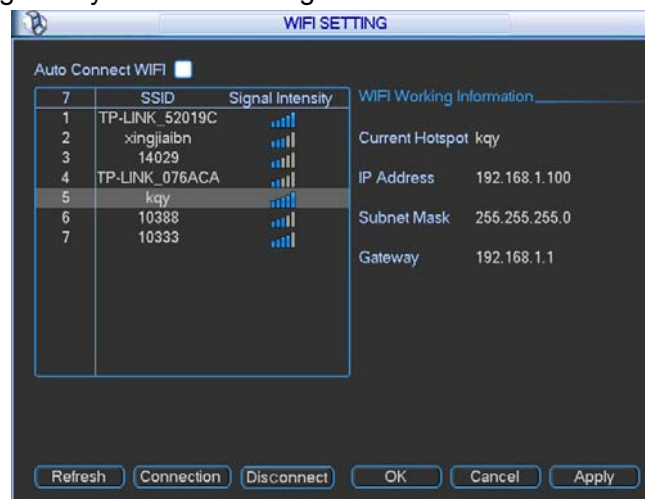 WIFI SETTING
Auto Connect WIFI
7 SSID Signal Intensity
1 TP-LINK_52019C
2 xingjiaibn
3 14029
4 TP-LINK_076ACA
5 kqy
6 10388
7 10333
WIFI Working Information
Current Hotspot kqy
IP Address 192.168.1.100
Subnet Mask 255.255.255.0
Gateway 192.168.1.1
Refresh Connection Disconnect OK Cancel Apply